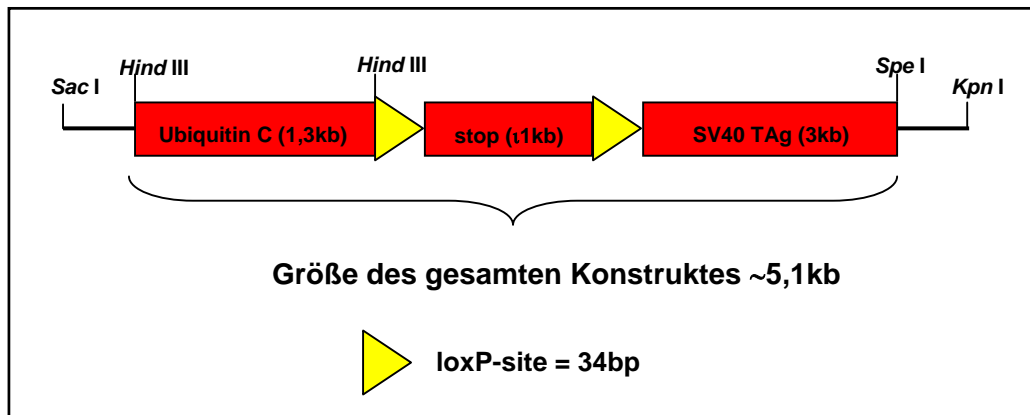 Sac I
Hind III
Hind III
Spe I
Kpn I
Ubiquitin C (1,3kb)
stop (ι1kb)
SV40 TAg (3kb)
Größe des gesamten Konstruktes ~5,1kb
loxP-site = 34bp